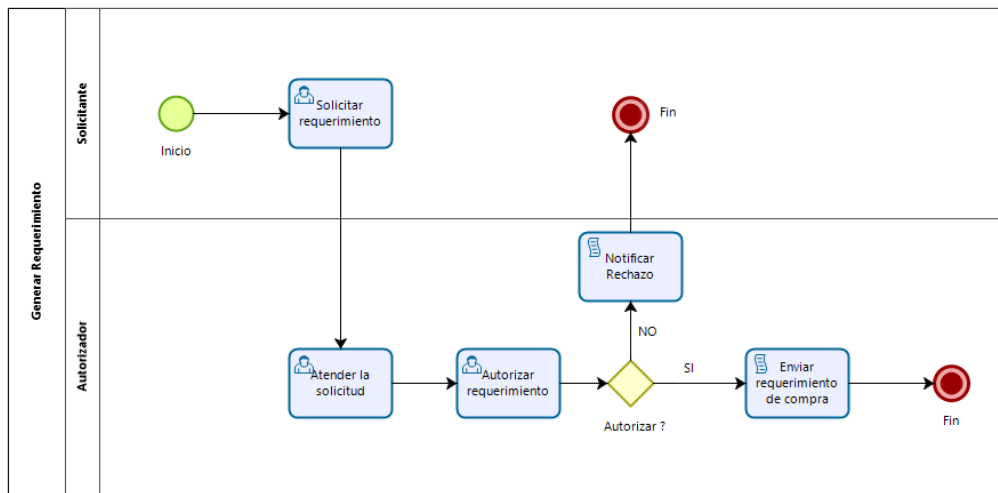 Generar Requerimiento
Solicitante
Inicio
Solicitar
requerimiento
Fin
Autorizador
Notificar
Rechazo
NO
Atender la
solicitud
Autorizar
requerimiento
Autorizar ?
SI
Enviar
requerimiento
de compra
Fin